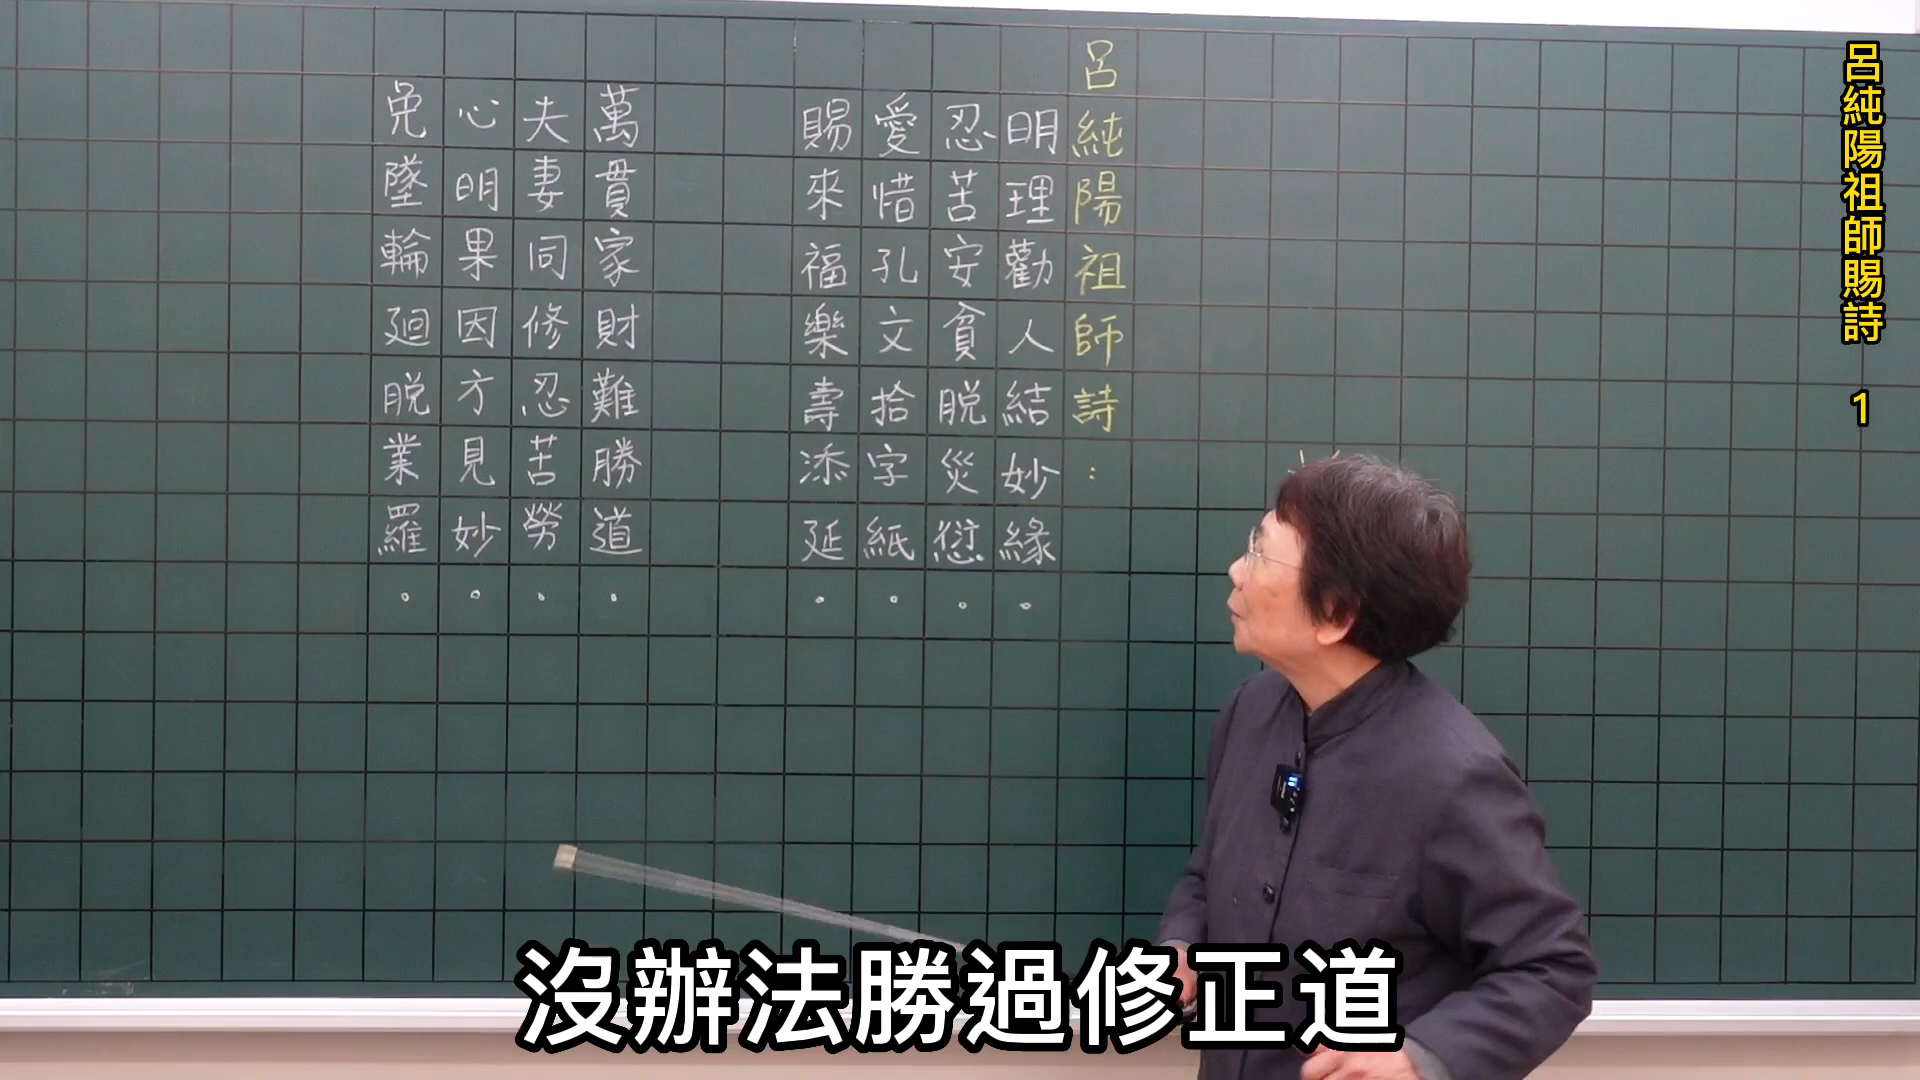 呂純陽祖師詩：
明理勸人結妙緣。
忍苦安貧脱災愆。
愛惜孔文拾字紙。
賜來福樂壽添延。
萬貫家財難勝道。
夫妻同修忍苦勞。
心明果因方見妙。
免墜輪廻脱業羅。
呂純陽祖師賜詩 1
沒辦法勝過修正道